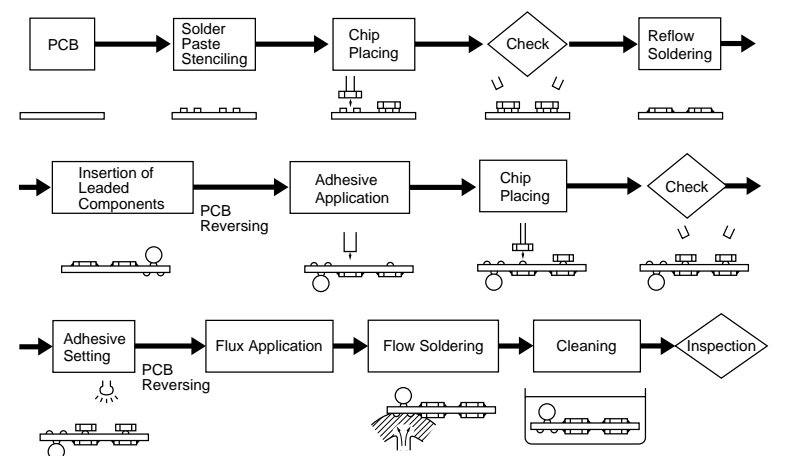 PCB
Solder
Paste
Stenciling
Chip
Placing
Check
Reflow
Soldering
Insertion of
Leaded
Components
PCB
Reversing
Adhesive
Application
Chip
Placing
Check
Adhesive
Setting
PCB
Reversing
Flux Application
Flow Soldering
Cleaning
Inspection